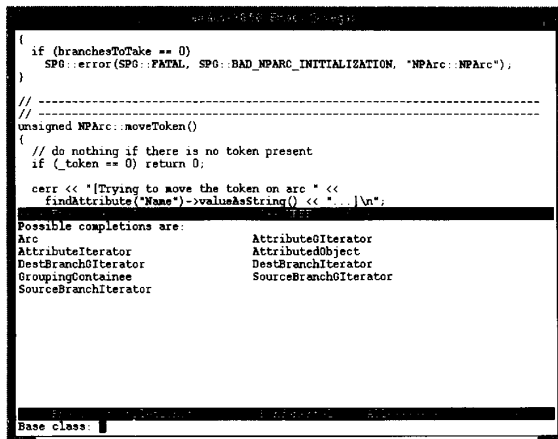 {
  if (branchesToTake == 0)
    SPG::error(SPG::FATAL, SPG::BAD_NPARC_INITIALIZATION, "NPArc::NPArc");
}
// ---------------------------------------------------------------------------
// ---------------------------------------------------------------------------
unsigned NPArc::moveToken()
{
  // do nothing if there is no token present
  if (_token == 0) return 0;
  cerr << "[Trying to move the token on arc " <<
    findAttribute("Name")->valueAsString() << "...]\n";
Possible completions are:
Arc AttributeGIterator
AttributeIterator AttributedObject
DestBranchGIterator DestBranchIterator
GroupingContainee SourceBranchGIterator
SourceBranchIterator
Base class: